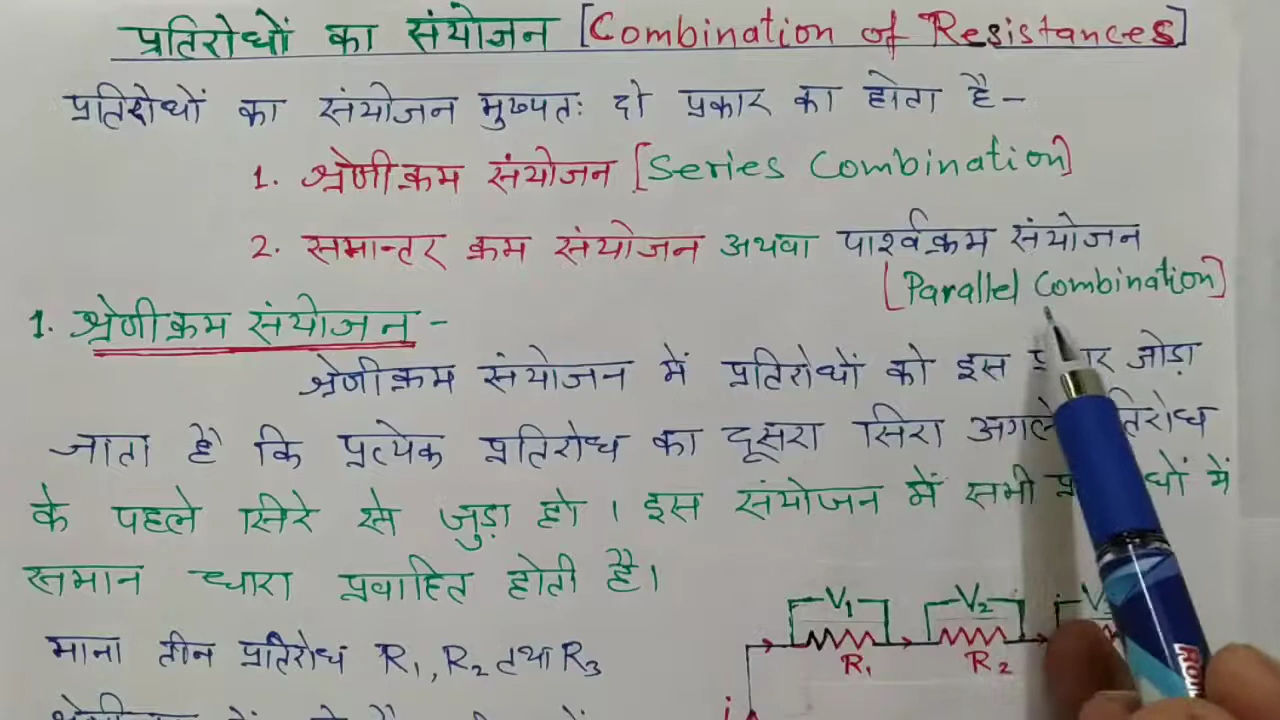 प्रतिरोधों का संयोजन [Combination of Resistances]
प्रतिरोधों का संयोजन मुख्यतः दो प्रकार का होता है -
1. श्रेणीक्रम संयोजन [Series Combination]
2. समान्तर क्रम संयोजन अथवा पार्श्वक्रम संयोजन
[Parallel Combination]
1. श्रेणीक्रम संयोजन -
श्रेणीक्रम संयोजन में प्रतिरोधों को इस जोड़ा
जाता है कि प्रत्येक प्रतिरोध का दूसरा सिरा अगले
के पहले सिरे से जुड़ा हो। इस संयोजन में सभी में
समान धारा प्रवाहित होती है।
V1 V2
माना तीन प्रतिरोध R1, R2 तथा R3
R1 R2
i